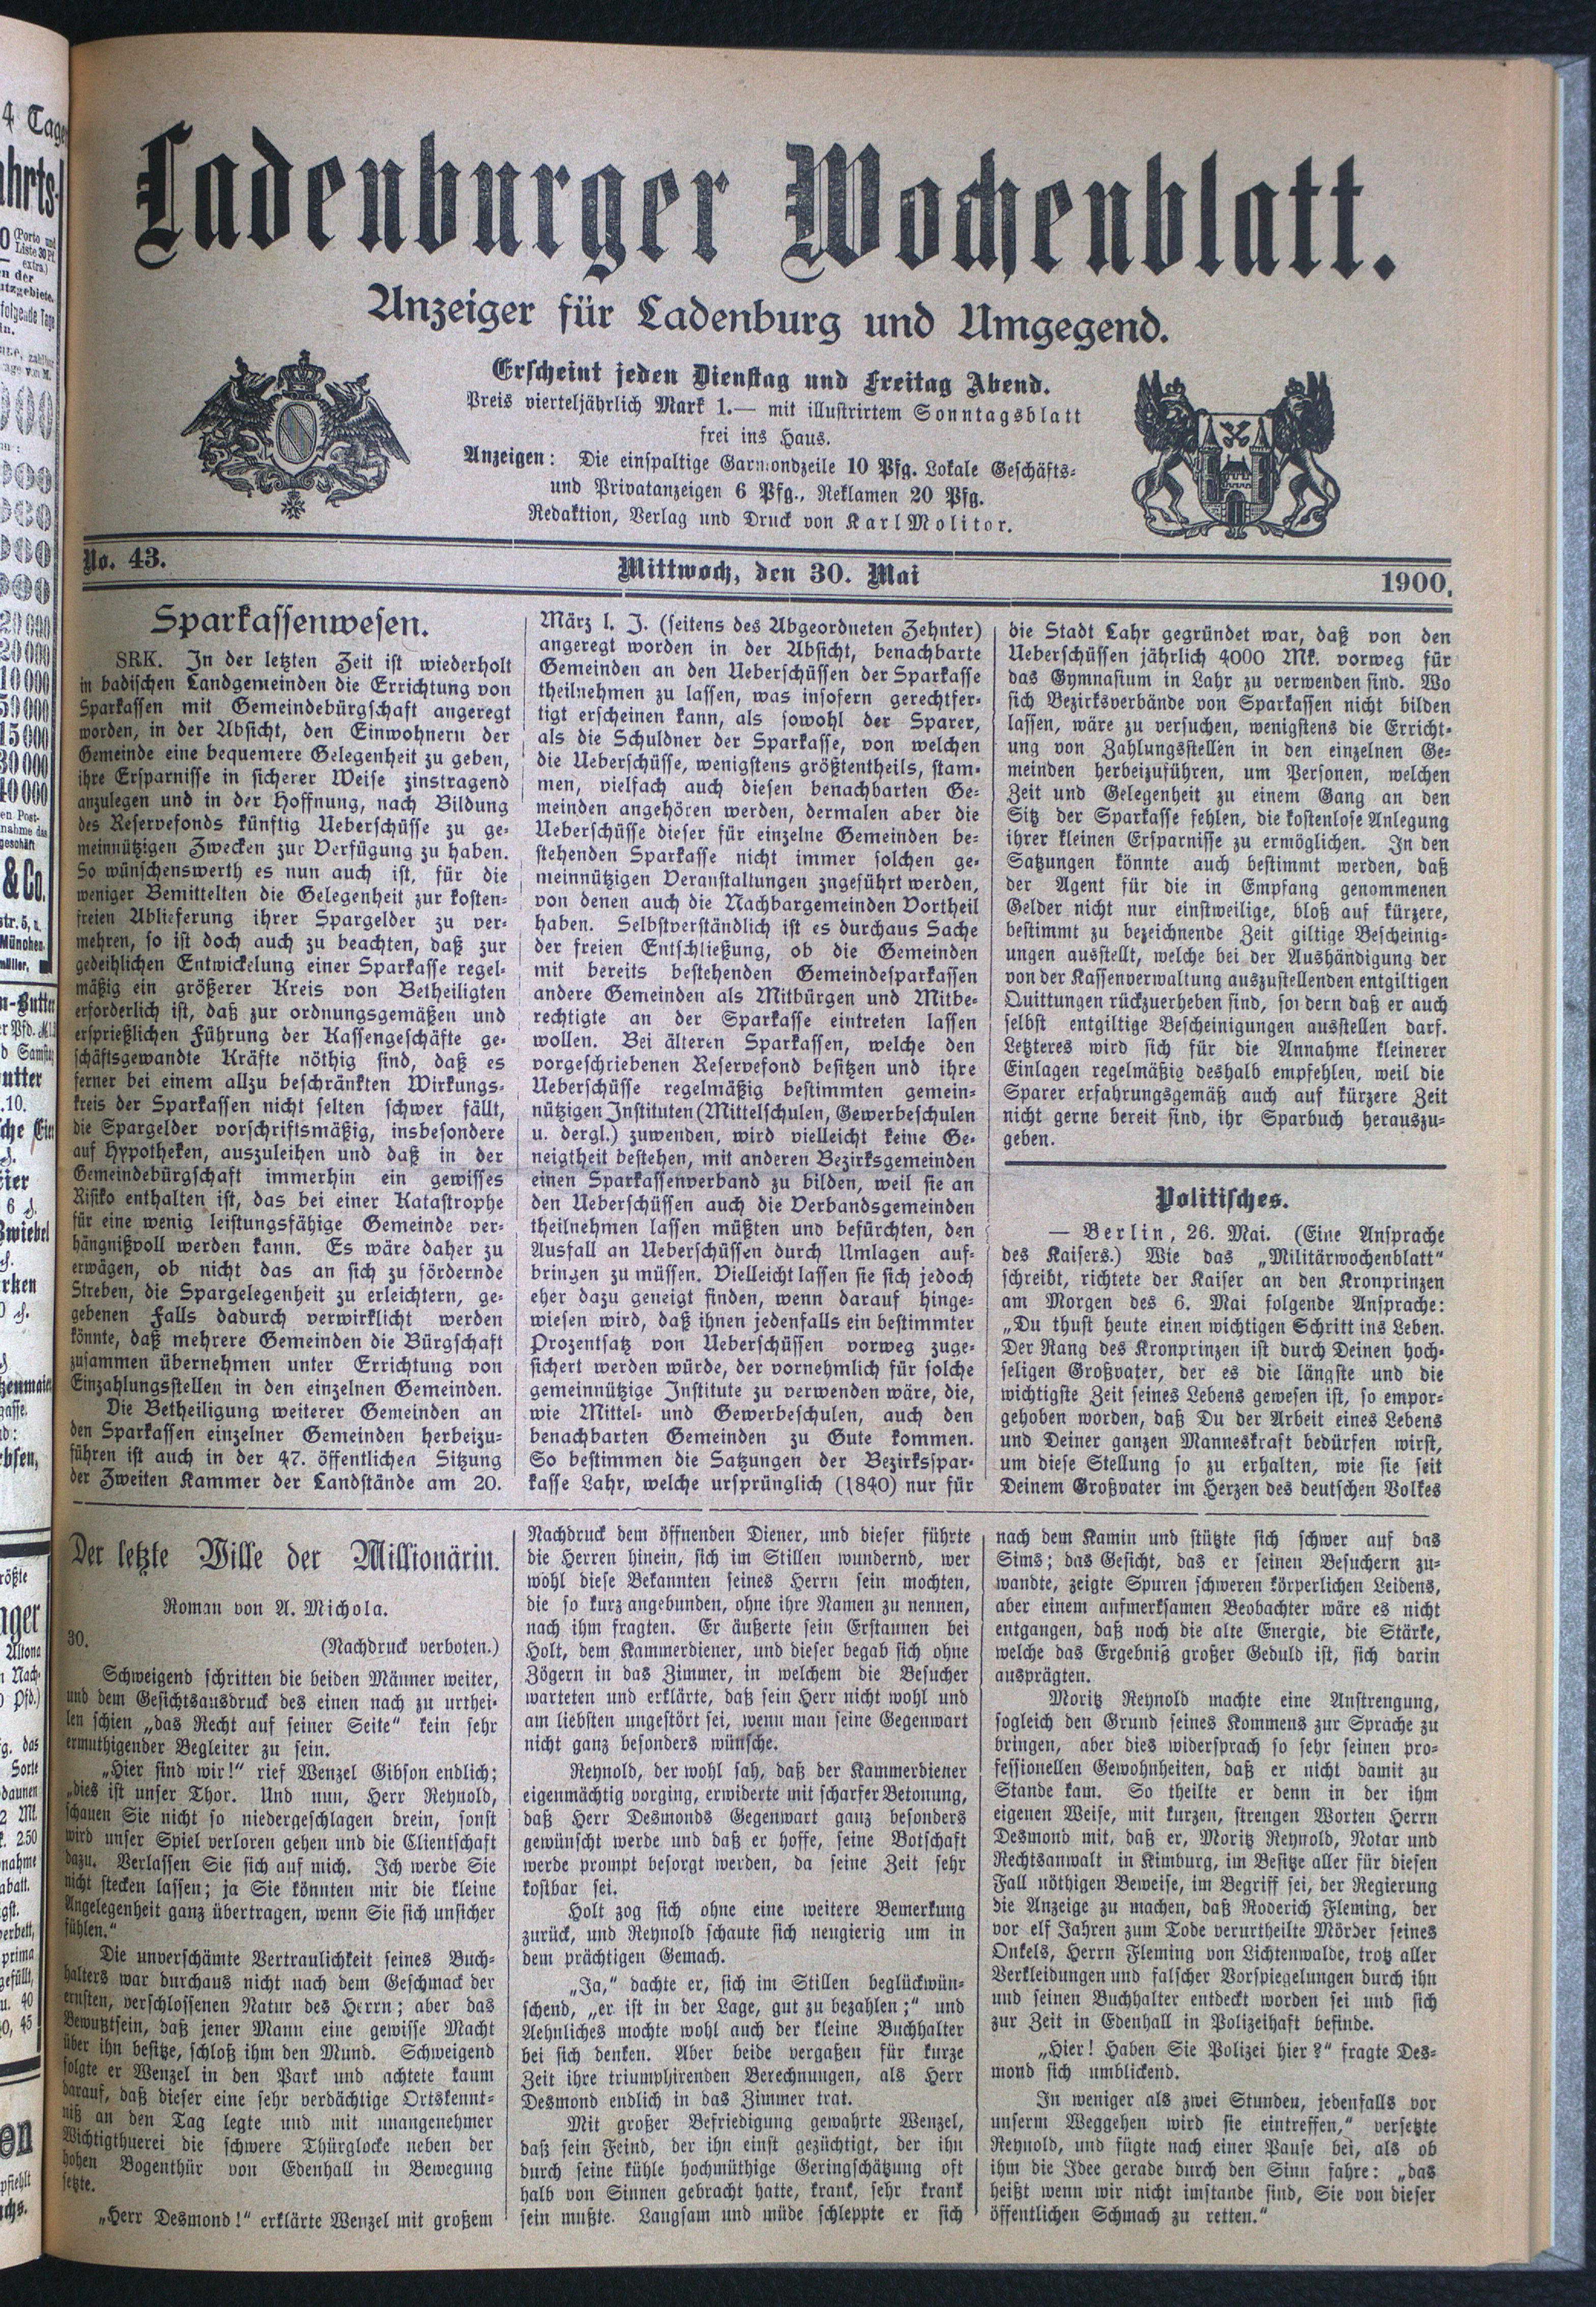 Ladenburger Wochenblatt.
Anzeiger für Ladenburg und Umgegend.
Erscheint jeden Dienstag und Freitag Abend.
Preis vierteljährlich Mark 1.— mit illustrirtem Sonntagsblatt
frei ins Haus.
Anzeigen: Die einspaltige Garmondzeile 10 Pfg. Lokale Geschäfts-
und Privatanzeigen 6 Pfg., Reklamen 20 Pfg.
Redaktion, Verlag und Druck von Karl Molitor.
No. 43.
Mittwoch, den 30. Mai
1900.
Sparkassenwesen.
SRK. In der letzten Zeit ist wiederholt
in badischen Landgemeinden die Errichtung von
Sparkassen mit Gemeindebürgschaft angeregt
worden, in der Absicht, den Einwohnern der
Gemeinde eine bequemere Gelegenheit zu geben,
ihre Ersparnisse in sicherer Weise zinstragend
anzulegen und in der Hoffnung, nach Bildung
des Reservefonds künftig Ueberschüsse zu ge-
meinnützigen Zwecken zur Verfügung zu haben.
So wünschenswerth es nun auch ist, für die
weniger Bemittelten die Gelegenheit zur kosten-
freien Ablieferung ihrer Spargelder zu ver-
mehren, so ist doch auch zu beachten, daß zur
gedeihlichen Entwickelung einer Sparkasse regel-
mäßig ein größerer Kreis von Betheiligten
erforderlich ist, daß zur ordnungsgemäßen und
ersprießlichen Führung der Kassengeschäfte ge-
schäftsgewandte Kräfte nöthig sind, daß es
ferner bei einem allzu beschränkten Wirkungs-
kreis der Sparkassen nicht selten schwer fällt,
die Spargelder vorschriftsmäßig, insbesondere
auf Hypotheken, auszuleihen und daß in der
Gemeindebürgschaft immerhin ein gewisses
Risiko enthalten ist, das bei einer Katastrophe
für eine wenig leistungsfähige Gemeinde ver-
hängnißvoll werden kann. Es wäre daher zu
erwägen, ob nicht das an sich zu fördernde
Streben, die Spargelegenheit zu erleichtern, ge-
gebenen Falls dadurch verwirklicht werden
könnte, daß mehrere Gemeinden die Bürgschaft
zusammen übernehmen unter Errichtung von
Einzahlungsstellen in den einzelnen Gemeinden.
Die Betheiligung weiterer Gemeinden an
den Sparkassen einzelner Gemeinden herbeizu-
führen ist auch in der 47. öffentlichen Sitzung
der Zweiten Kammer der Landstände am 20.
März l. J. (seitens des Abgeordneten Zehnter)
angeregt worden in der Absicht, benachbarte
Gemeinden an den Ueberschüssen der Sparkasse
theilnehmen zu lassen, was insofern gerechtfer-
tigt erscheinen kann, als sowohl der Sparer,
als die Schuldner der Sparkasse, von welchen
die Ueberschüsse, wenigstens größtentheils, stam-
men, vielfach auch diesen benachbarten Ge-
meinden angehören werden, dermalen aber die
Ueberschüsse dieser für einzelne Gemeinden be-
stehenden Sparkasse nicht immer solchen ge-
meinnützigen Veranstaltungen zngeführt werden,
von denen auch die Nachbargemeinden Vortheil
haben. Selbstverständlich ist es durchaus Sache
der freien Entschließung, ob die Gemeinden
mit bereits bestehenden Gemeindesparkassen
andere Gemeinden als Mitbürgen und Mitbe-
rechtigte an der Sparkasse eintreten lassen
wollen. Bei älteren Sparkassen, welche den
vorgeschriebenen Reservefond besitzen und ihre
Ueberschüsse regelmäßig bestimmten gemein-
nützigen Instituten (Mittelschulen, Gewerbeschulen
u. dergl.) zuwenden, wird vielleicht keine Ge-
neigtheit bestehen, mit anderen Bezirksgemeinden
einen Sparkassenverband zu bilden, weil sie an
den Ueberschüssen auch die Verbandsgemeinden
theilnehmen lassen müßten und befürchten, den
Ausfall an Ueberschüssen durch Umlagen auf-
bringen zu müssen. Vielleicht lassen sie sich jedoch
eher dazu geneigt finden, wenn darauf hinge-
wiesen wird, daß ihnen jedenfalls ein bestimmter
Prozentsatz von Ueberschüssen vorweg zuge-
sichert werden würde, der vornehmlich für solche
gemeinnützige Institute zu verwenden wäre, die,
wie Mittel- und Gewerbeschulen, auch den
benachbarten Gemeinden zu Gute kommen.
So bestimmen die Satzungen der Bezirksspar-
kasse Lahr, welche ursprünglich (1840) nur für
die Stadt Lahr gegründet war, daß von den
Ueberschüssen jährlich 4000 Mk. vorweg für
das Gymnasium in Lahr zu verwenden sind. Wo
sich Bezirksverbände von Sparkassen nicht bilden
lassen, wäre zu versuchen, wenigstens die Erricht-
ung von Zahlungsstellen in den einzelnen Ge-
meinden herbeizuführen, um Personen, welchen
Zeit und Gelegenheit zu einem Gang an den
Sitz der Sparkasse fehlen, die kostenlose Anlegung
ihrer kleinen Ersparnisse zu ermöglichen. In den
Satzungen könnte auch bestimmt werden, daß
der Agent für die in Empfang genommenen
Gelder nicht nur einstweilige, bloß auf kürzere,
bestimmt zu bezeichnende Zeit giltige Bescheinig-
ungen ausstellt, welche bei der Aushändigung der
von der Kassenverwaltung auszustellenden entgiltigen
Quittungen rückzuerheben sind, sondern daß er auch
selbst entgiltige Bescheinigungen ausstellen darf.
Letzteres wird sich für die Annahme kleinerer
Einlagen regelmäßig deshalb empfehlen, weil die
Sparer erfahrungsgemäß auch auf kürzere Zeit
nicht gerne bereit sind, ihr Sparbuch herauszu-
geben.
Politisches.
— Berlin, 26. Mai. (Eine Ansprache
des Kaisers.) Wie das „Militärwochenblatt“
schreibt, richtete der Kaiser an den Kronprinzen
am Morgen des 6. Mai folgende Ansprache:
„Du thust heute einen wichtigen Schritt ins Leben.
Der Rang des Kronprinzen ist durch Deinen hoch-
seligen Großvater, der es die längste und die
wichtigste Zeit seines Lebens gewesen ist, so empor-
gehoben worden, daß Du der Arbeit eines Lebens
und Deiner ganzen Manneskraft bedürfen wirst,
um diese Stellung so zu erhalten, wie sie seit
Deinem Großvater im Herzen des deutschen Volkes
Der letzte Wille der Millionärin.
Roman von A. Michola.
30.
(Nachdruck verboten.)
Schweigend schritten die beiden Männer weiter,
und dem Gesichtsausdruck des einen nach zu urthei-
len schien „das Recht auf seiner Seite“ kein sehr
ermuthigender Begleiter zu sein.
„Hier sind wir!“ rief Wenzel Gibson endlich;
„dies ist unser Thor. Und nun, Herr Reynold,
schauen Sie nicht so niedergeschlagen drein, sonst
wird unser Spiel verloren gehen und die Clientschaft
dazu. Verlassen Sie sich auf mich. Ich werde Sie
nicht stecken lassen; ja Sie könnten mir die kleine
Angelegenheit ganz übertragen, wenn Sie sich unsicher
fühlen.“
Die unverschämte Vertraulichkeit seines Buch-
halters war durchaus nicht nach dem Geschmack der
ernsten, verschlossenen Natur des Herrn; aber das
Bewußtsein, daß jener Mann eine gewisse Macht
über ihn besitze, schloß ihm den Mund. Schweigend
folgte er Wenzel in den Park und achtete kaum
darauf, daß dieser eine sehr verdächtige Ortskennt-
niß an den Tag legte und mit unangenehmer
Wichtigthuerei die schwere Thürglocke neben der
hohen Bogenthür von Edenhall in Bewegung
setzte.
„Herr Desmond!“ erklärte Wenzel mit großem
Nachdruck dem öffnenden Diener, und dieser führte
die Herren hinein, sich im Stillen wundernd, wer
wohl diese Bekannten seines Herrn sein mochten,
die so kurz angebunden, ohne ihre Namen zu nennen,
nach ihm fragten. Er äußerte sein Erstaunen bei
Holt, dem Kammerdiener, und dieser begab sich ohne
Zögern in das Zimmer, in welchem die Besucher
warteten und erklärte, daß sein Herr nicht wohl und
am liebsten ungestört sei, wenn man seine Gegenwart
nicht ganz besonders wünsche.
Reynold, der wohl sah, daß der Kammerdiener
eigenmächtig vorging, erwiderte mit scharfer Betonung,
daß Herr Desmonds Gegenwart ganz besonders
gewünscht werde und daß er hoffe, seine Botschaft
werde prompt besorgt werden, da seine Zeit sehr
kostbar sei.
Holt zog sich ohne eine weitere Bemerkung
zurück, und Reynold schaute sich neugierig um in
dem prächtigen Gemach.
„Ja,“ dachte er, sich im Stillen beglückwün-
schend, „er ist in der Lage, gut zu bezahlen;“ und
Aehnliches mochte wohl auch der kleine Buchhalter
bei sich denken. Aber beide vergaßen für kurze
Zeit ihre triumphirenden Berechnungen, als Herr
Desmond endlich in das Zimmer trat.
Mit großer Befriedigung gewahrte Wenzel,
daß sein Feind, der ihn einst gezüchtigt, der ihn
durch seine kühle hochmüthige Geringschätzung oft
halb von Sinnen gebracht hatte, krank, sehr krank
sein mußte. Langsam und müde schleppte er sich
nach dem Kamin und stützte sich schwer auf das
Sims; das Gesicht, das er seinen Besuchern zu-
wandte, zeigte Spuren schweren körperlichen Leidens,
aber einem aufmerksamen Beobachter wäre es nicht
entgangen, daß noch die alte Energie, die Stärke,
welche das Ergebniß großer Geduld ist, sich darin
ausprägten.
Moritz Reynold machte eine Anstrengung,
sogleich den Grund seines Kommens zur Sprache zu
bringen, aber dies widersprach so sehr seinen pro-
fessionellen Gewohnheiten, daß er nicht damit zu
Stande kam. So theilte er denn in der ihm
eigenen Weise, mit kurzen, strengen Worten Herrn
Desmond mit, daß er, Moritz Reynold, Notar und
Rechtsanwalt in Kimburg, im Besitze aller für diesen
Fall nöthigen Beweise, im Begriff sei, der Regierung
die Anzeige zu machen, daß Roderich Fleming, der
vor elf Jahren zum Tode verurtheilte Mörder seines
Onkels, Herrn Fleming von Lichtenwalde, trotz aller
Verkleidungen und falscher Vorspiegelungen durch ihn
und seinen Buchhalter entdeckt worden sei und sich
zur Zeit in Edenhall in Polizeihaft befinde.
„Hier! Haben Sie Polizei hier?“ fragte Des-
mond sich umblickend.
In weniger als zwei Stunden, jedenfalls vor
unserm Weggehen wird sie eintreffen,“ versetzte
Reynold, und fügte nach einer Pause bei, als ob
ihm die Idee gerade durch den Sinn fahre: „das
heißt wenn wir nicht imstande sind, Sie von dieser
öffentlichen Schmach zu retten.“